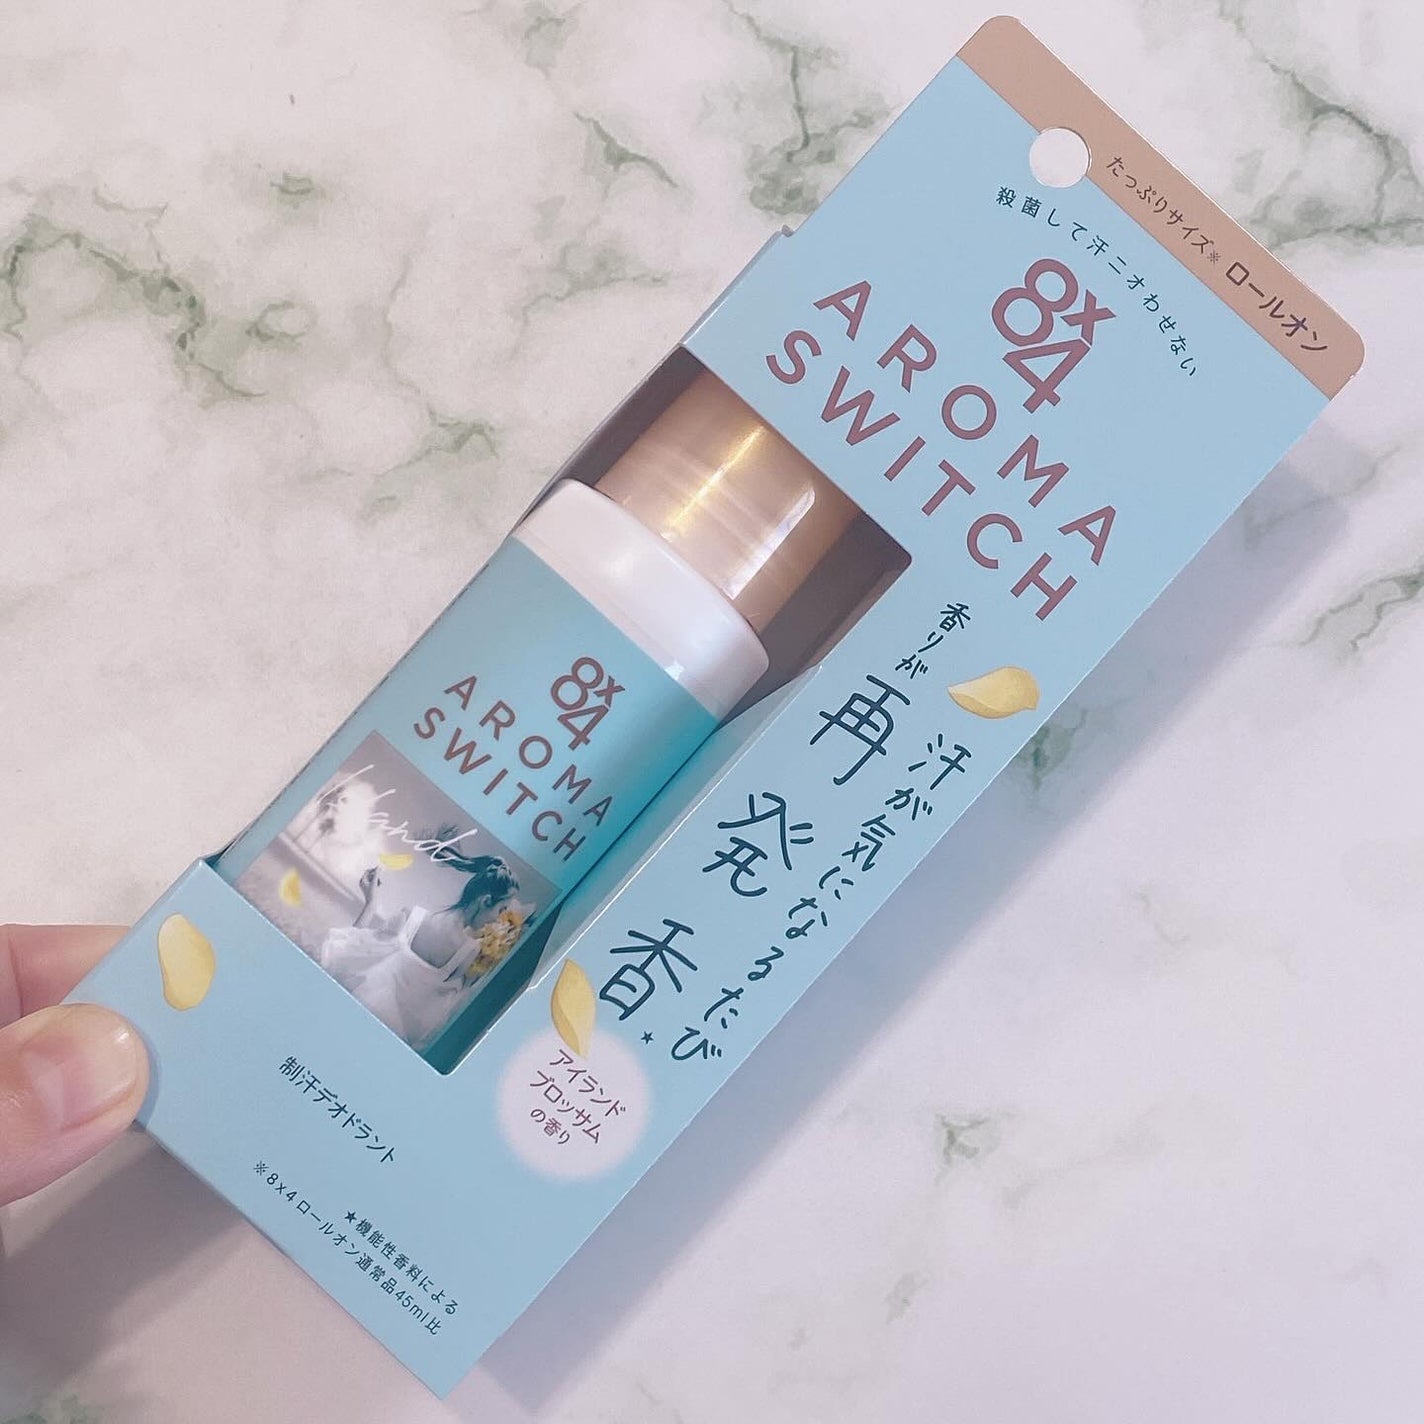 たっぷりサイズ※ ロールオン
殺菌して汗ニオわせない
8x4
AROMA
SWITCH
汗が気になるたび
香りが
再発香★
アイランド
ブロッサム
の香り
8x4
AROMA
SWITCH
制汗デオドラント
★機能性香料による
※8x4ロールオン通常品45ml比